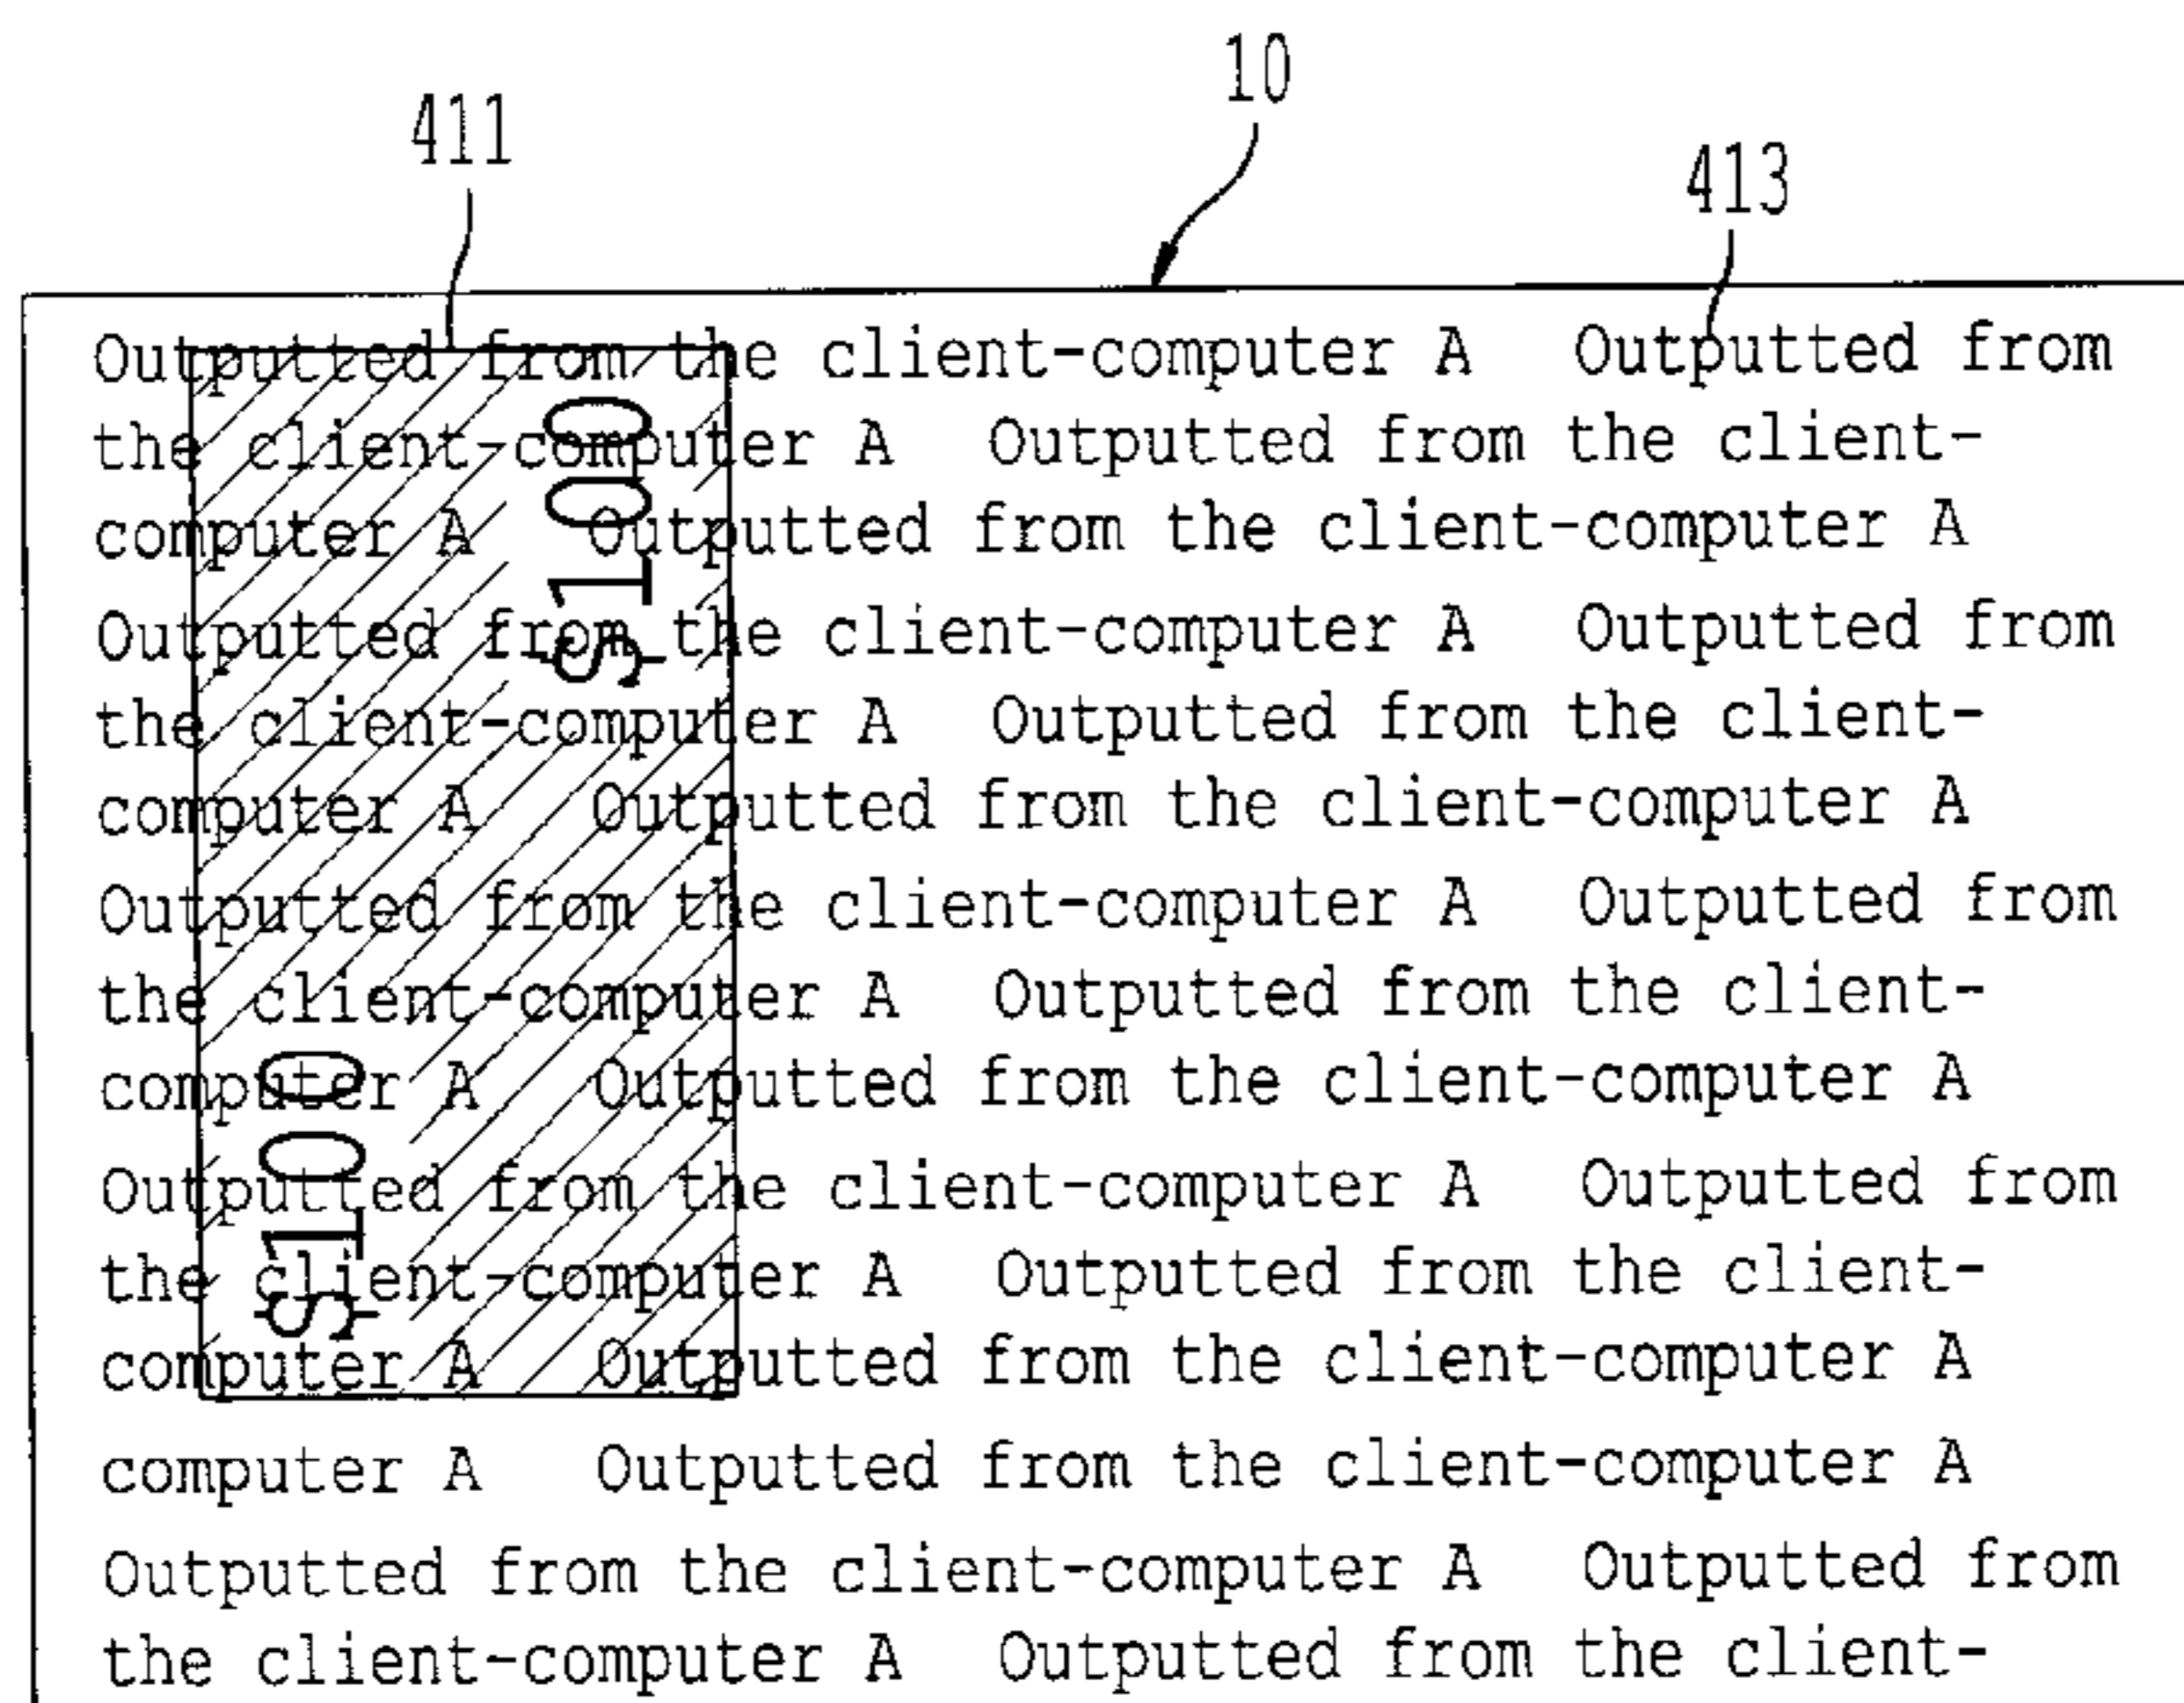 10
411
413
Outputted from the client-computer A Outputted from
the client-computer A Outputted from the client-
computer A Outputted from the client-computer A
Outputted from the client-computer A Outputted from
the client-computer A Outputted from the client-
computer A Outputted from the client-computer A
Outputted from the client-computer A Outputted from
the client-computer A Outputted from the client-
computer A Outputted from the client-computer A
Outputted from the client-computer A Outputted from
the client-computer A Outputted from the client-
computer A Outputted from the client-computer A
computer A Outputted from the client-computer A
Outputted from the client-computer A Outputted from
the client-computer A Outputted from the client-
$100
$100